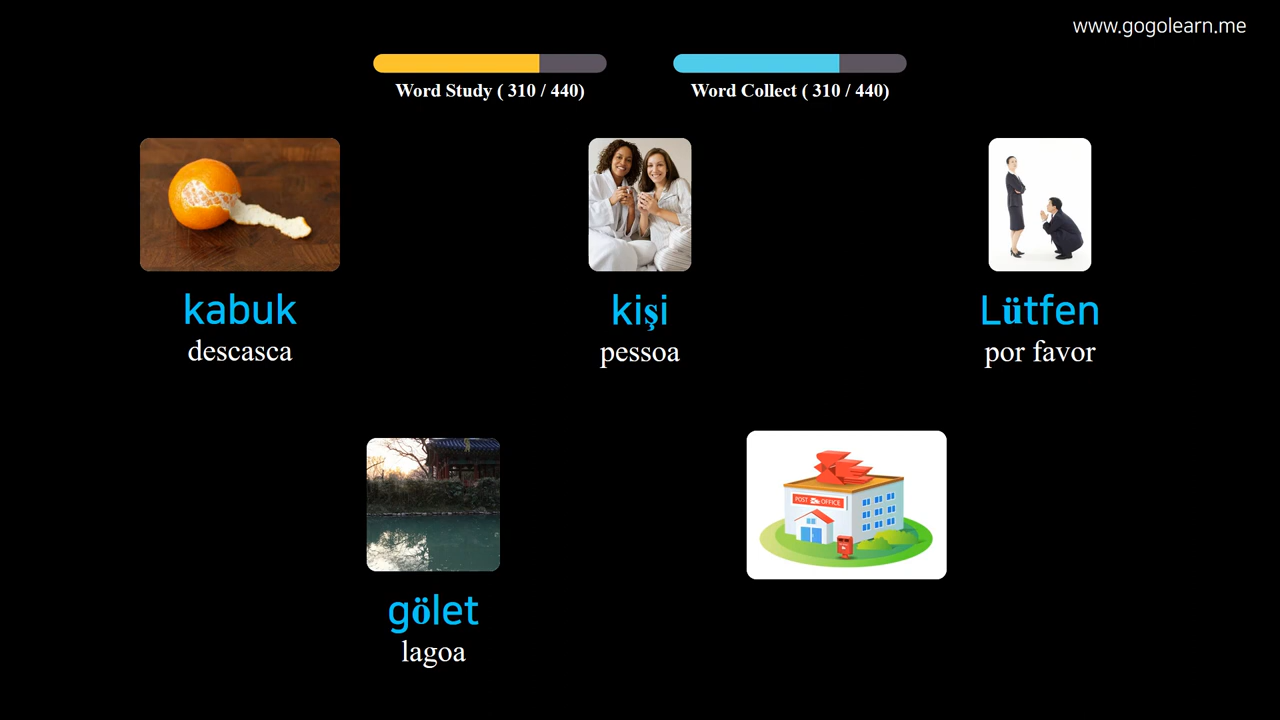 www.gogolearn.me
Word Study ( 310 / 440)
Word Collect ( 310 / 440)
kabuk
descasca
kişi
pessoa
Lütfen
por favor
gölet
lagoa
POST OFFICE